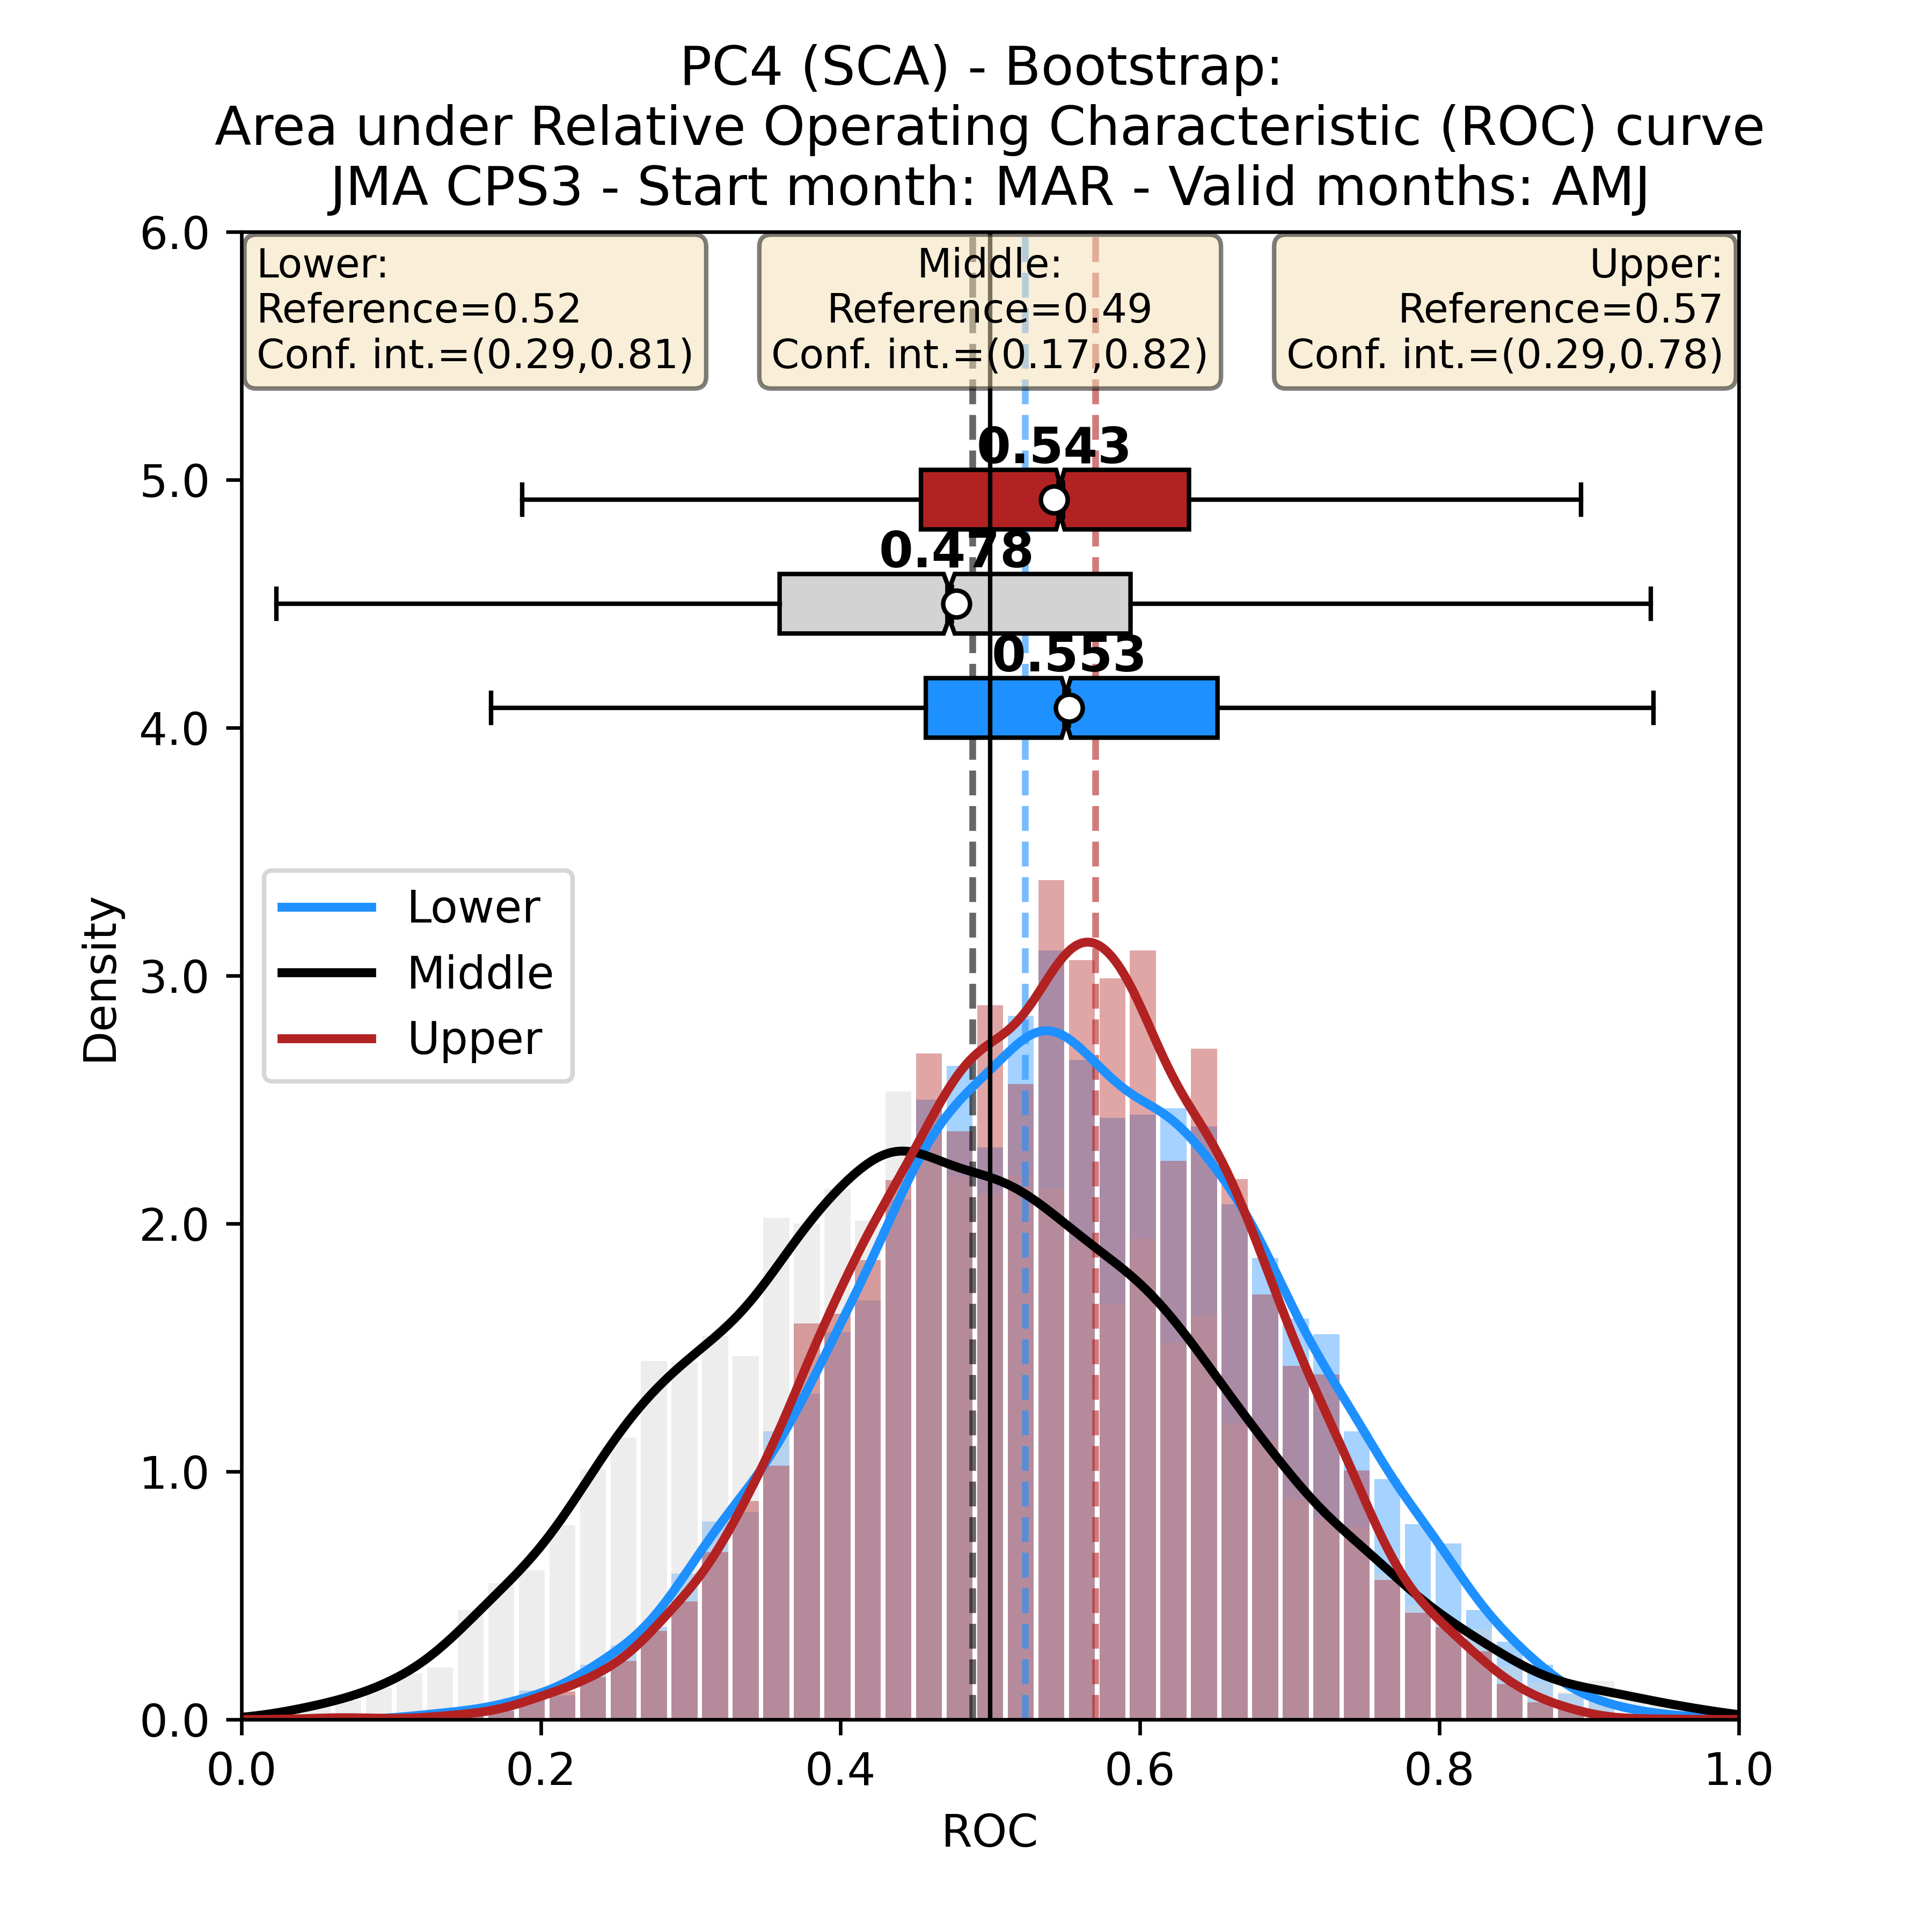 PC4 (SCA) - Bootstrap:
Area under Relative Operating Characteristic (ROC) curve
JMA CPS3 - Start month: MAR - Valid months: AMJ
Lower:
Reference=0.52
Conf. int.=(0.29,0.81)
Middle:
Reference=0.49
Conf. int.=(0.17,0.82)
Upper:
Reference=0.57
Conf. int.=(0.29,0.78)
0.543
0.478
0.553
6.0
5.0
4.0
3.0
2.0
1.0
0.0
Density
Lower
Middle
Upper
0.0
0.2
0.4
0.6
0.8
1.0
ROC